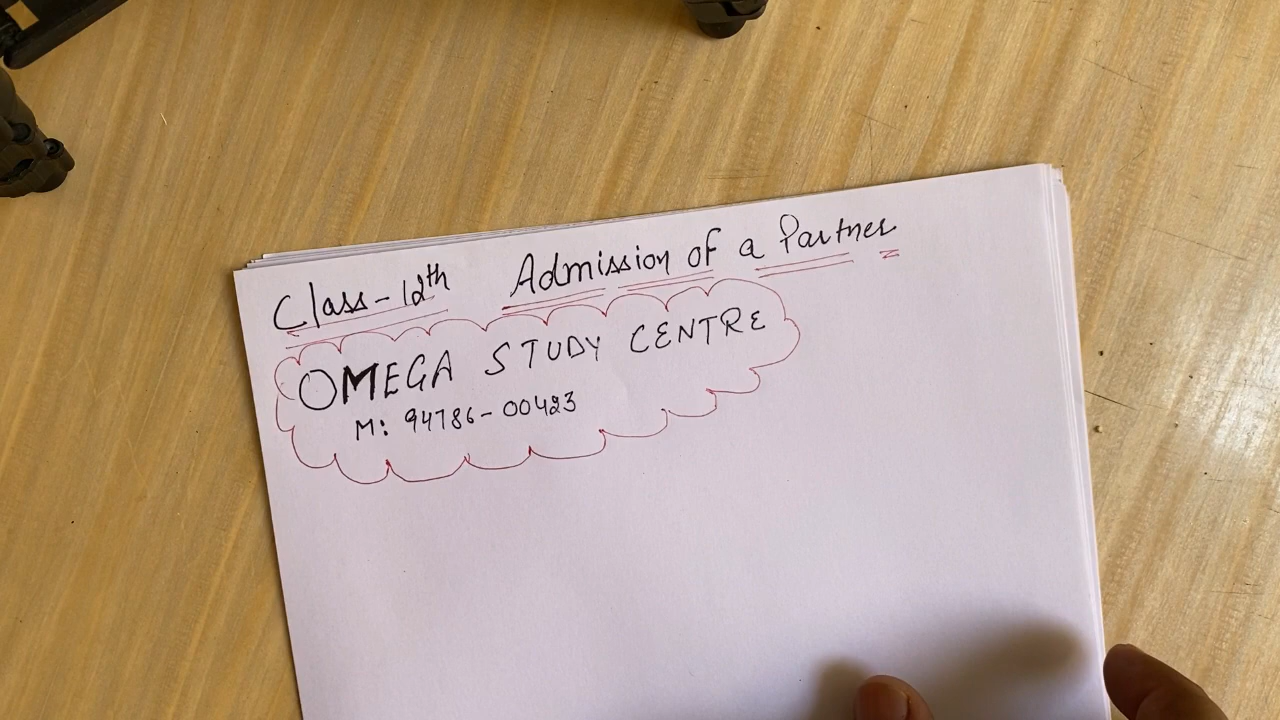 Class-12th Admission of a Partner
OMEGA STUDY CENTRE
M: 94786-00423